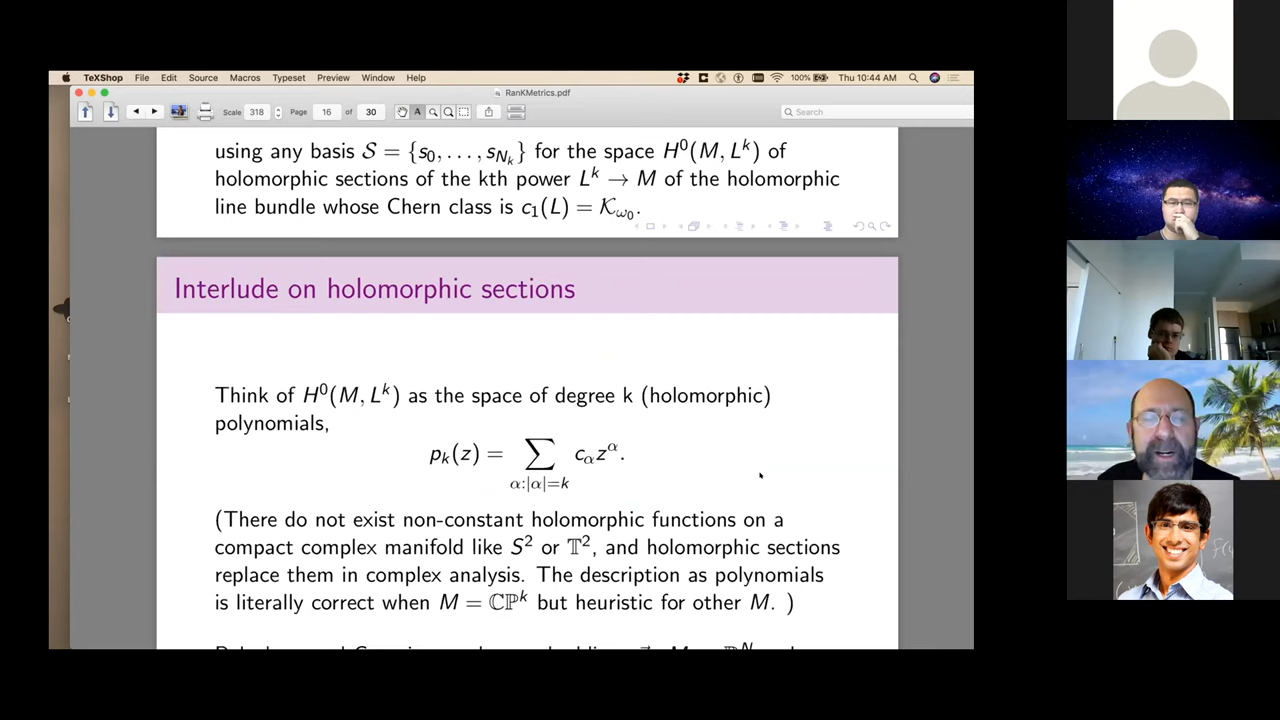 TeXShop File Edit Source Macros Typeset Preview Window Help 100% Thu 10:44 AM
RanKMetrics.pdf
Scale 318 Page 16 of 30 Search
using any basis 𝒮 = {s₀, . . . , s_{N_k}} for the space H⁰(M, Lᵏ) of
holomorphic sections of the kth power Lᵏ → M of the holomorphic
line bundle whose Chern class is c₁(L) = 𝒦_{ω₀}.
Interlude on holomorphic sections
Think of H⁰(M, Lᵏ) as the space of degree k (holomorphic)
polynomials,
p_k(z) = ∑_{α:|α|=k} c_α z^α.
(There do not exist non-constant holomorphic functions on a
compact complex manifold like S² or 𝕋², and holomorphic sections
replace them in complex analysis. The description as polynomials
is literally correct when M = ℂℙᵏ but heuristic for other M. )